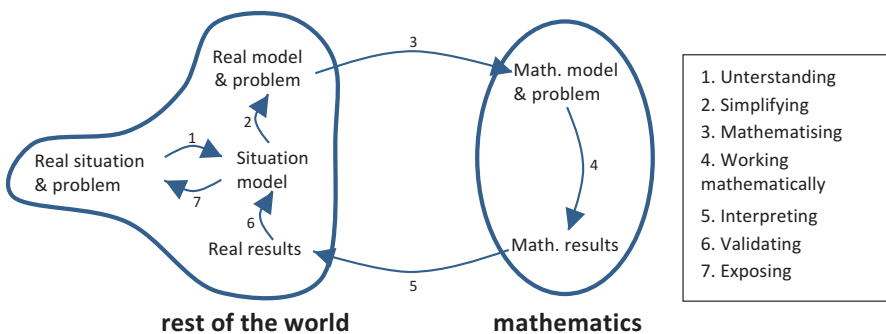 Real model
& problem
3
Math. model
& problem
2
1
Real situation
& problem
Situation
model
7
4
6
Real results
Math. results
5
rest of the world
mathematics
1. Unterstanding
2. Simplifying
3. Mathematising
4. Working
mathematically
5. Interpreting
6. Validating
7. Exposing